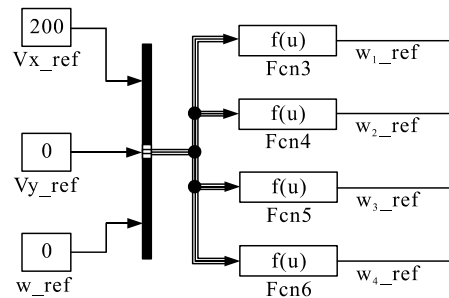 200
Vx_ref
0
Vy_ref
0
w_ref
f(u)
Fcn3
w₁_ref
f(u)
Fcn4
w₂_ref
f(u)
Fcn5
w₃_ref
f(u)
Fcn6
w₄_ref